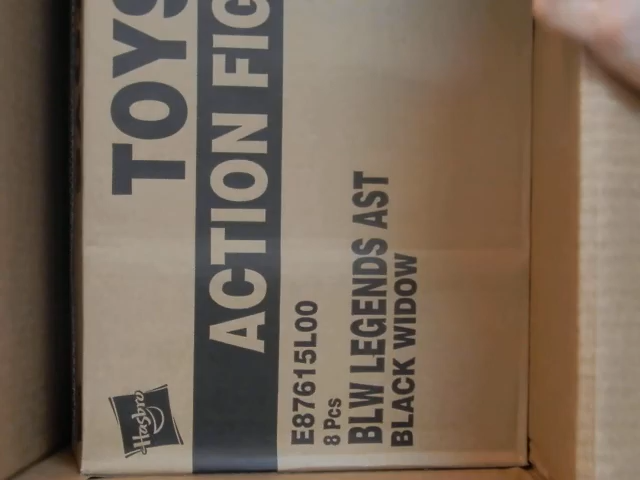 TOYS
ACTION FIG
E87615L00
8 Pcs
BLW LEGENDS AST
BLACK WIDOW
Hasbro